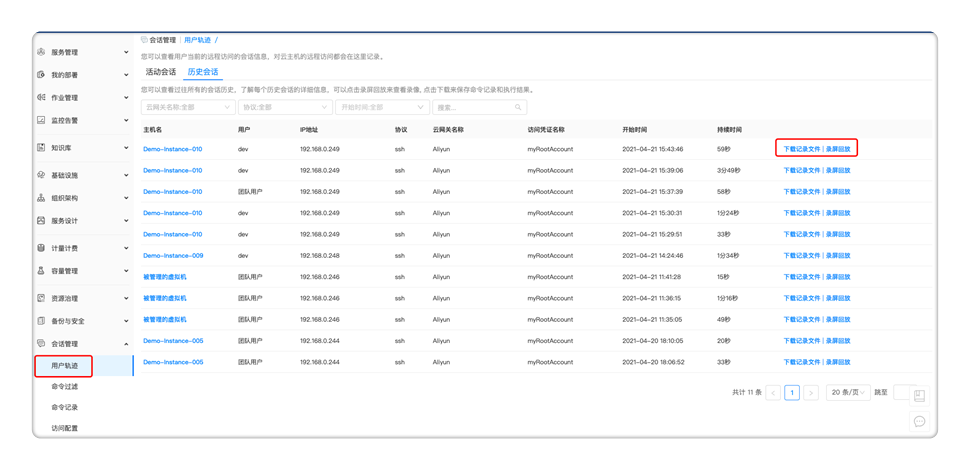 会话管理 | 用户轨迹 /
您可以查看用户当前的远程访问的会话信息，对云主机的远程访问都会在这里记录。
活动会话 历史会话
您可以查看过往所有的会话历史，了解每个历史会话的详细信息，可以点击录屏回放来查看录像, 点击下载来保存命令记录和执行结果。
云网关名称:全部 协议:全部 开始时间:全部 搜索...
主机名 用户 IP地址 协议 云网关名称 访问凭证名称 开始时间 持续时间
Demo-Instance-010 dev 192.168.0.249 ssh Aliyun myRootAccount 2021-04-21 15:43:46 59秒 下载记录文件 | 录屏回放
Demo-Instance-010 dev 192.168.0.249 ssh Aliyun myRootAccount 2021-04-21 15:39:06 3分49秒 下载记录文件 | 录屏回放
Demo-Instance-010 团队用户 192.168.0.249 ssh Aliyun myRootAccount 2021-04-21 15:37:39 58秒 下载记录文件 | 录屏回放
Demo-Instance-010 dev 192.168.0.249 ssh Aliyun myRootAccount 2021-04-21 15:30:31 1分24秒 下载记录文件 | 录屏回放
Demo-Instance-010 dev 192.168.0.249 ssh Aliyun myRootAccount 2021-04-21 15:29:51 33秒 下载记录文件 | 录屏回放
Demo-Instance-009 dev 192.168.0.248 ssh Aliyun myRootAccount 2021-04-21 14:24:46 1分34秒 下载记录文件 | 录屏回放
被管理的虚拟机 团队用户 192.168.0.246 ssh Aliyun myRootAccount 2021-04-21 11:41:28 15秒 下载记录文件 | 录屏回放
被管理的虚拟机 团队用户 192.168.0.246 ssh Aliyun myRootAccount 2021-04-21 11:36:15 1分16秒 下载记录文件 | 录屏回放
被管理的虚拟机 团队用户 192.168.0.246 ssh Aliyun myRootAccount 2021-04-21 11:35:05 49秒 下载记录文件 | 录屏回放
Demo-Instance-005 团队用户 192.168.0.244 ssh Aliyun myRootAccount 2021-04-20 18:10:05 20秒 下载记录文件 | 录屏回放
Demo-Instance-005 团队用户 192.168.0.244 ssh Aliyun myRootAccount 2021-04-20 18:06:52 33秒 下载记录文件 | 录屏回放
共计 11 条 < 1 > 20 条/页 跳至
服务管理
我的部署
作业管理
监控告警
知识库
基础设施
组织架构
服务设计
计量计费
容量管理
资源治理
备份与安全
会话管理
用户轨迹
命令过滤
命令记录
访问配置